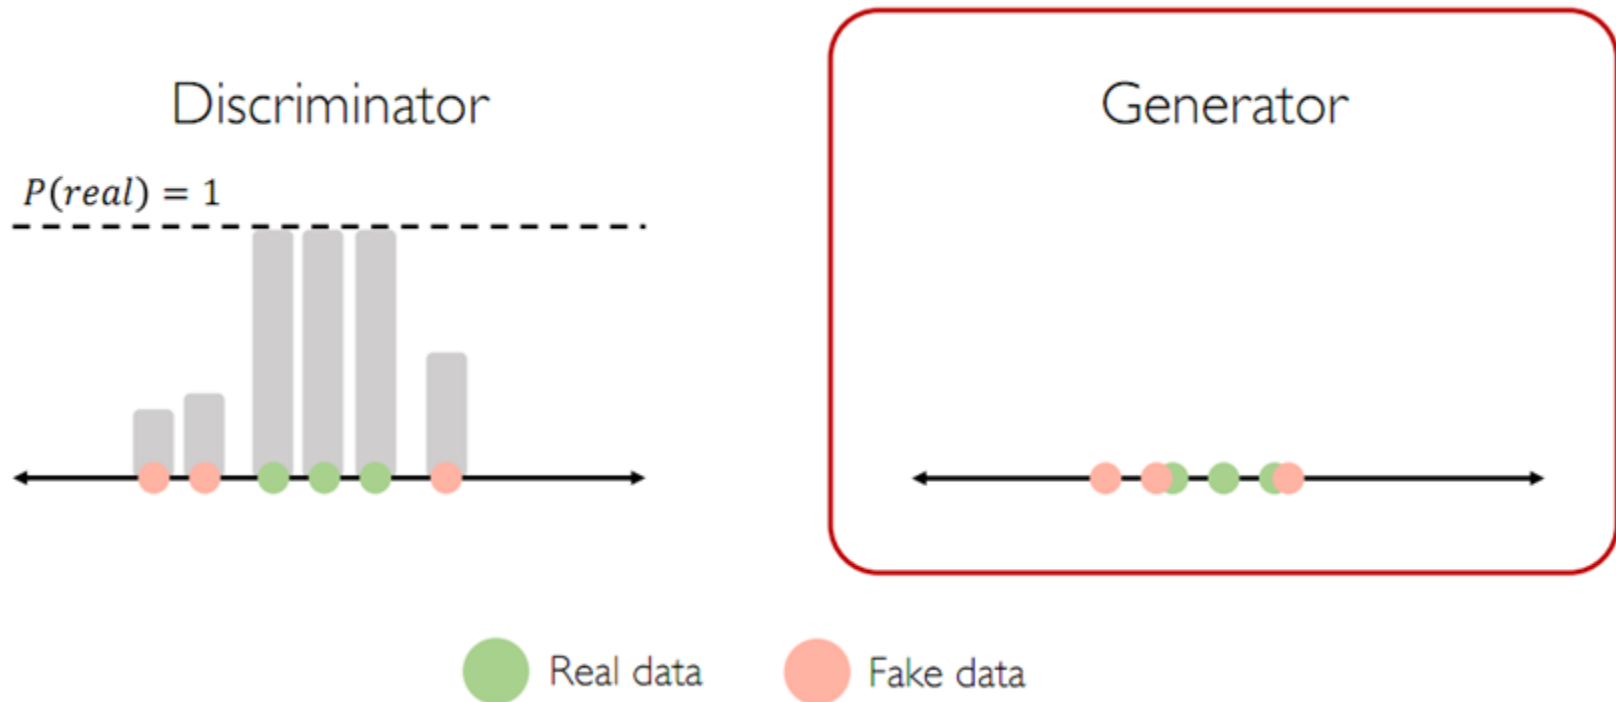 Discriminator
Generator
P(real) = 1
Real data
Fake data